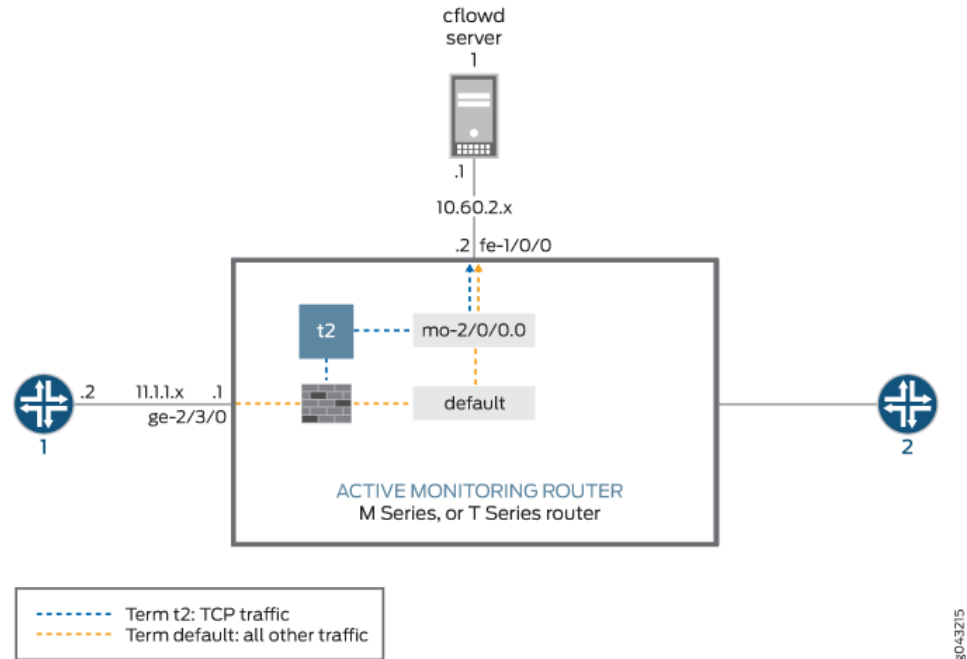 cflowd
server
1
.1
10.60.2.x
.2 fe-1/0/0
t2
mo-2/0/0.0
.2 11.1.1.x .1
ge-2/3/0
default
1
2
ACTIVE MONITORING ROUTER
M Series, or T Series router
Term t2: TCP traffic
Term default: all other traffic
g043215